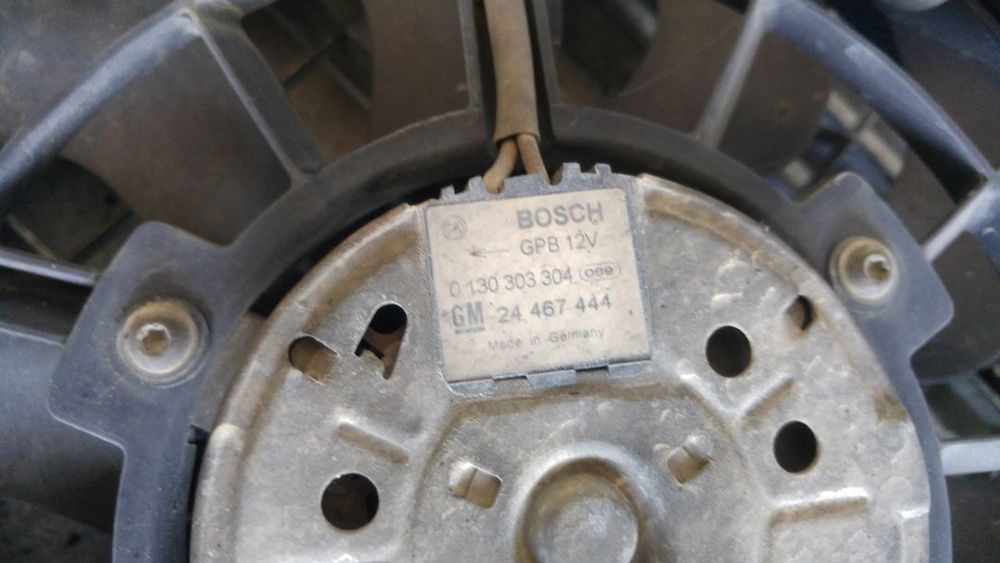 BOSCH
GPB 12V
0 130 303 304 009
GM 24 467 444
Made in Germany